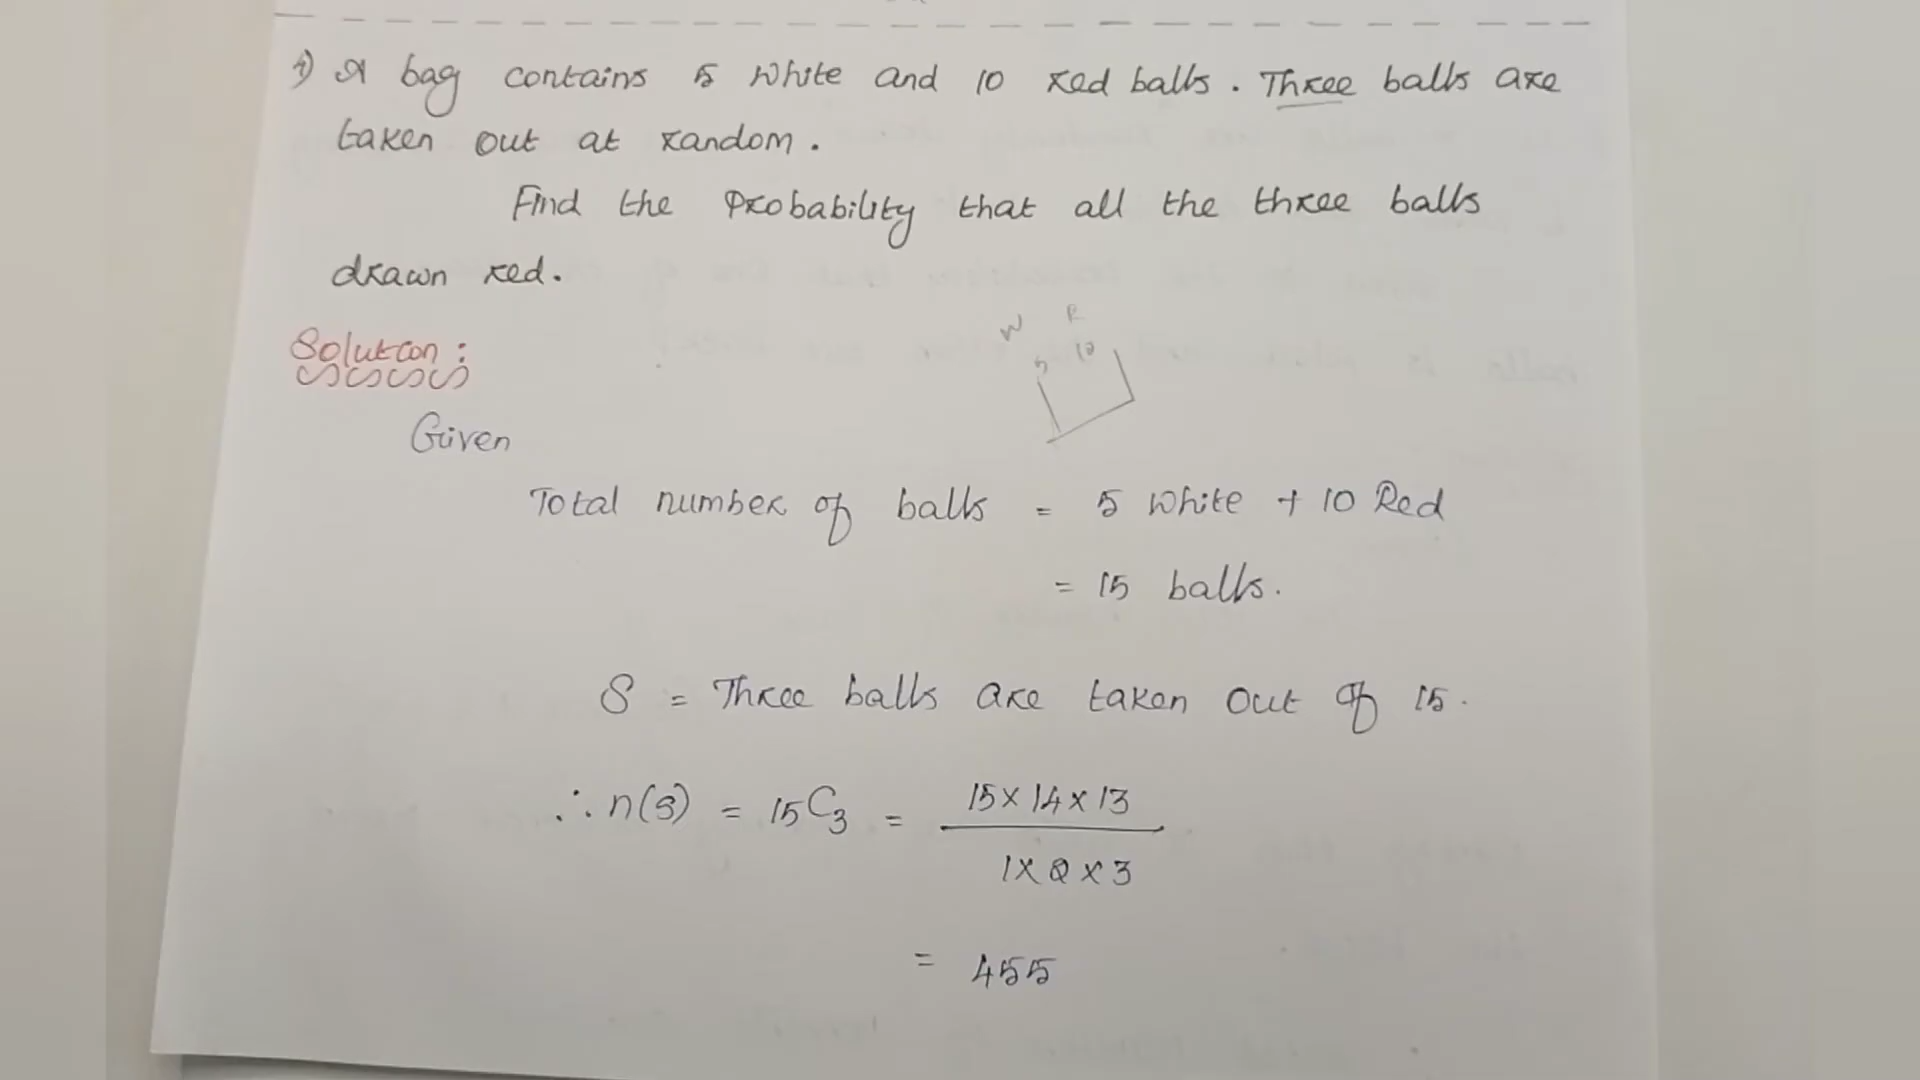 1) A bag contains 5 white and 10 red balls. Three balls are
taken out at random.
Find the Probability that all the three balls
drawn red.
W R
5 10
Solution:
Given
Total number of balls = 5 white + 10 Red
= 15 balls.
S = Three balls are taken out of 15.
∴ n(s) = 15C3 = 15 x 14 x 13
1 x 2 x 3
= 455